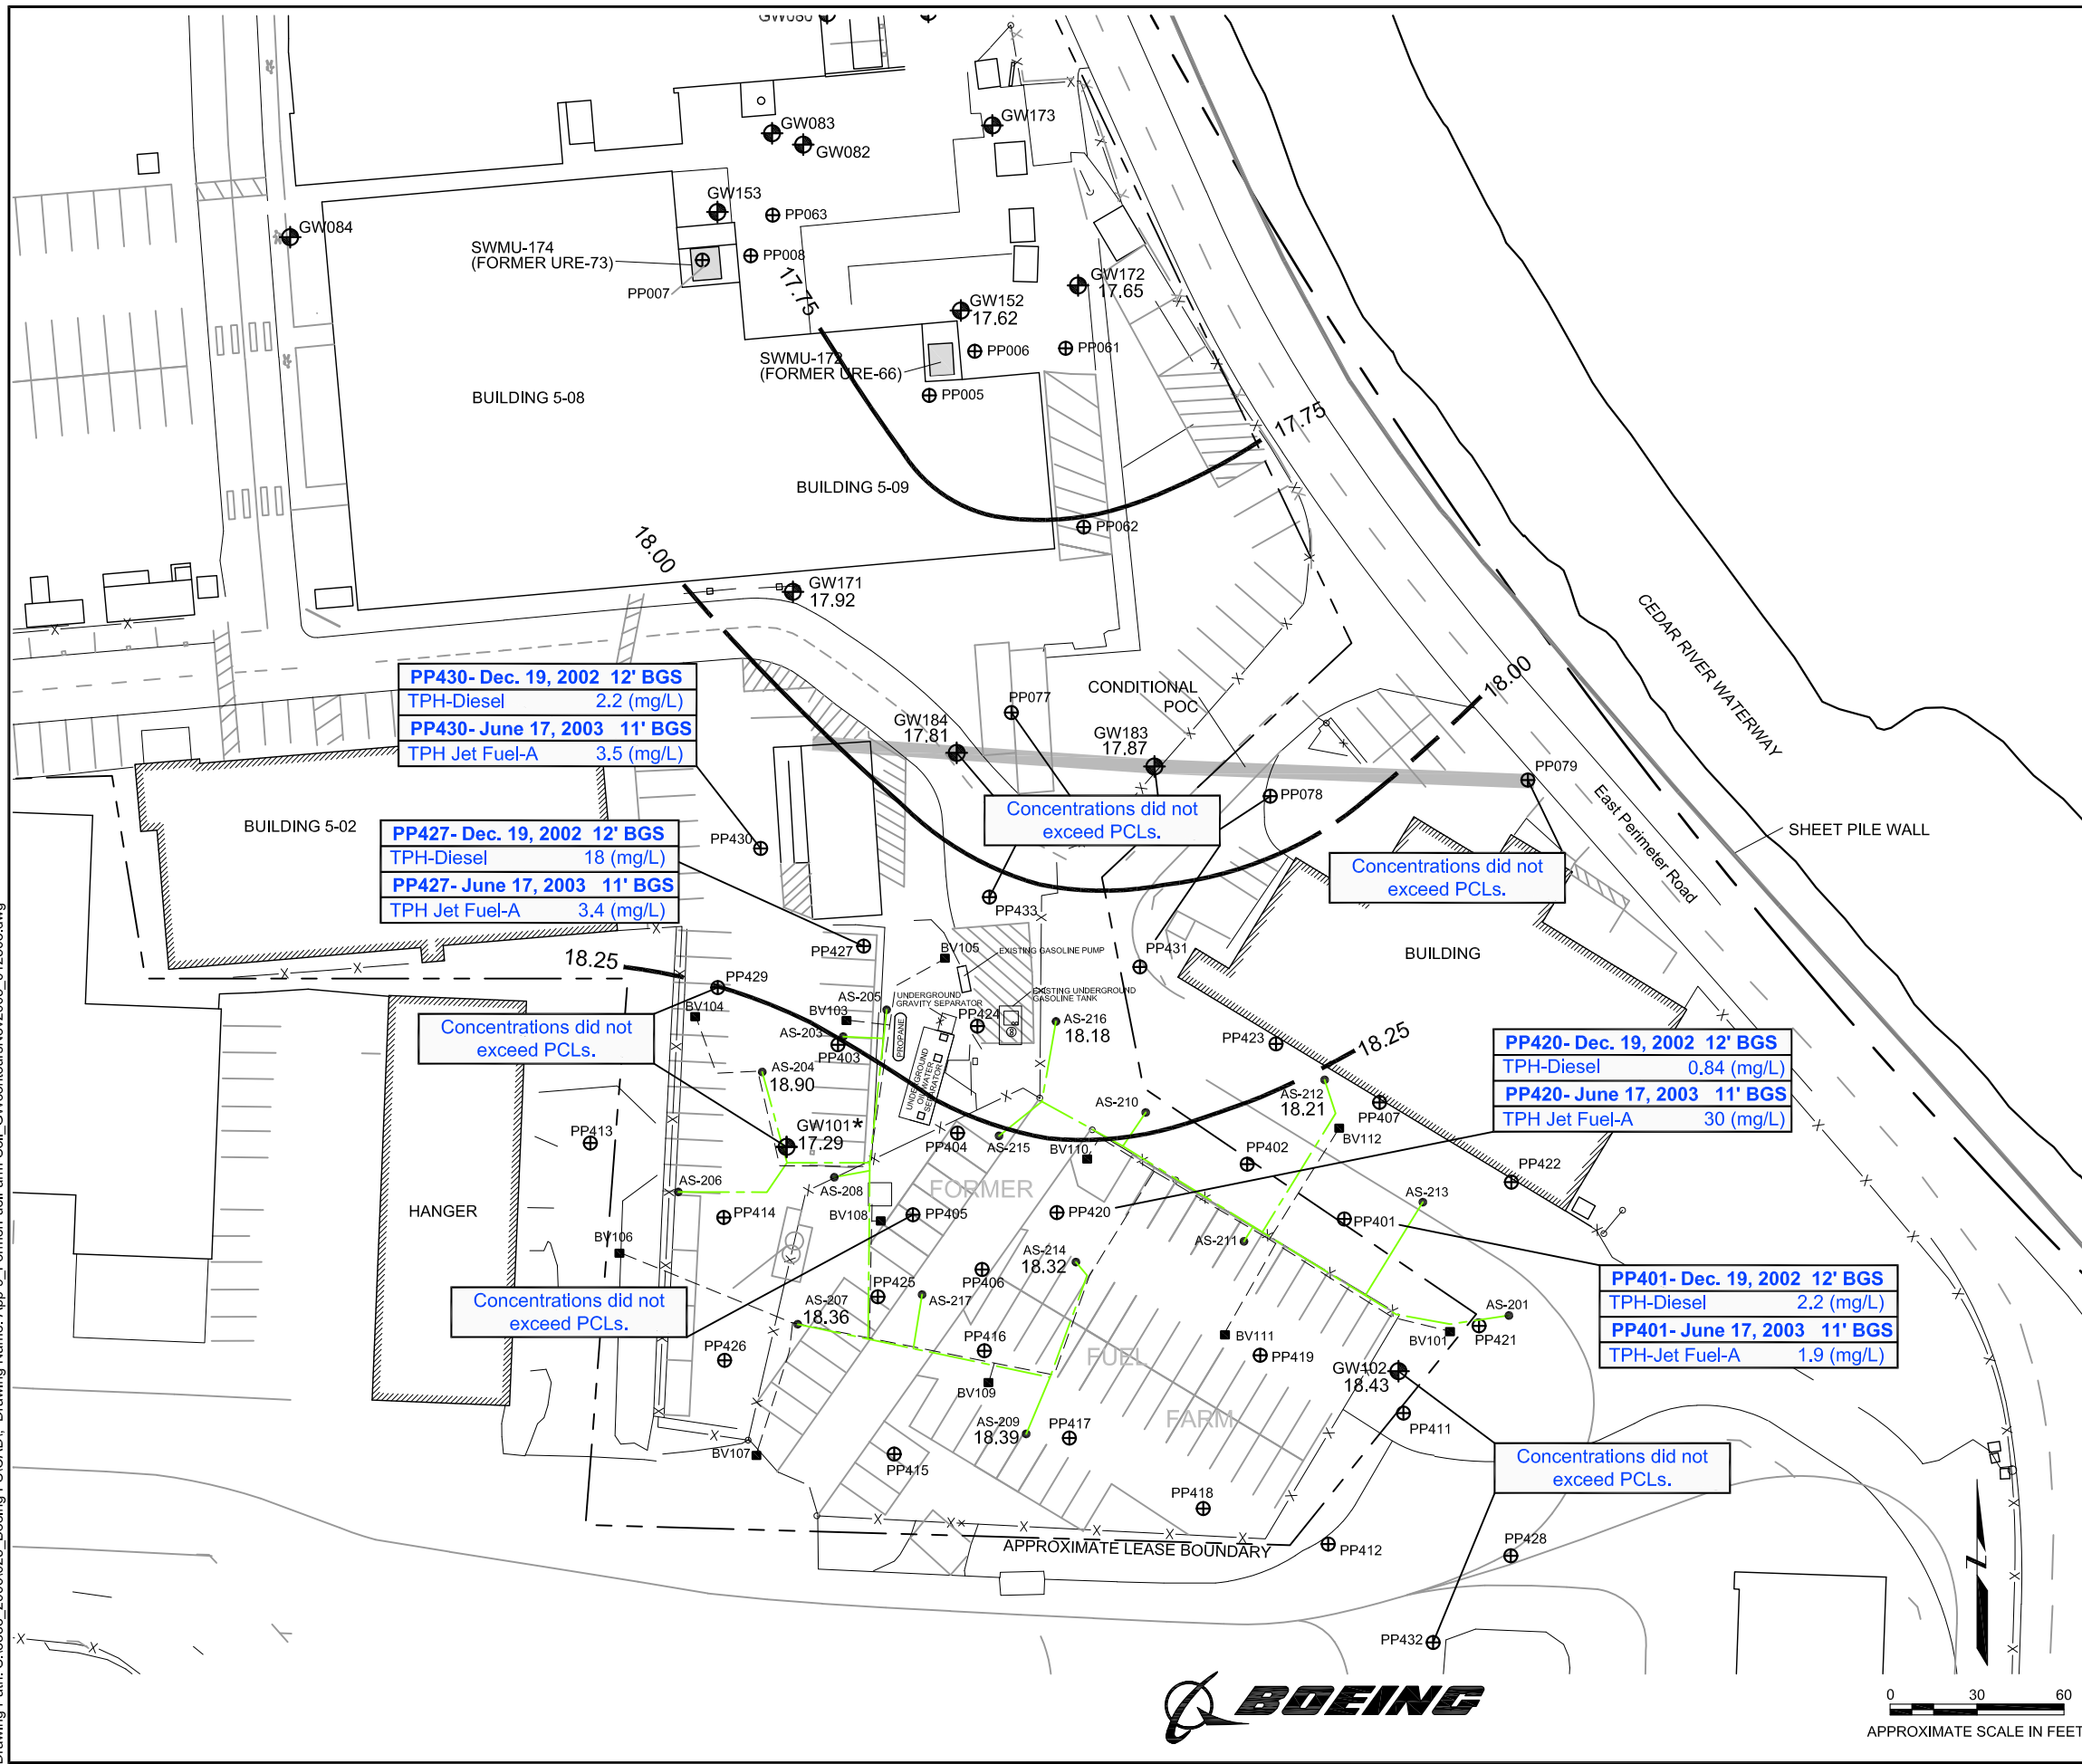 GW083
GW173
GW082
GW153
PP063
GW084
SWMU-174
(FORMER URE-73)
PP008
PP007
17.75
GW172
17.65
GW152
17.62
PP006
PP061
SWMU-172
(FORMER URE-66)
PP005
BUILDING 5-08
17.75
BUILDING 5-09
PP062
18.00
GW171
17.92
CEDAR RIVER WATERWAY
PP430- Dec. 19, 2002 12' BGS
TPH-Diesel 2.2 (mg/L)
PP430- June 17, 2003 11' BGS
TPH Jet Fuel-A 3.5 (mg/L)
CONDITIONAL
POC
18.00
PP077
GW184
17.81
GW183
17.87
PP079
PP078
East Perimeter Road
SHEET PILE WALL
Concentrations did not
exceed PCLs.
BUILDING 5-02
PP430
PP427- Dec. 19, 2002 12' BGS
TPH-Diesel 18 (mg/L)
PP427- June 17, 2003 11' BGS
TPH Jet Fuel-A 3.4 (mg/L)
Concentrations did not
exceed PCLs.
PP433
PP427
BV105
EXISTING GASOLINE PUMP
PP431
BUILDING
18.25
PP429
BV104
AS-205
UNDERGROUND
GRAVITY SEPARATOR
EXISTING UNDERGROUND
GASOLINE TANK
BV103
PROPANE
PP424
AS-216
18.18
AS-203
PP403
PP423
18.25
Concentrations did not
exceed PCLs.
UNDERGROUND
OIL/WATER
SEPARATOR
PP420- Dec. 19, 2002 12' BGS
TPH-Diesel 0.84 (mg/L)
PP420- June 17, 2003 11' BGS
TPH Jet Fuel-A 30 (mg/L)
AS-204
18.90
AS-210
AS-212
18.21
PP407
GW101*
17.29
PP413
PP404
AS-215
BV110
BV112
PP402
PP422
AS-206
AS-208
FORMER
AS-213
HANGER
PP414
BV108
PP405
PP420
PP401
BV106
AS-211
AS-214
18.32
PP406
PP401- Dec. 19, 2002 12' BGS
TPH-Diesel 2.2 (mg/L)
PP401- June 17, 2003 11' BGS
TPH-Jet Fuel-A 1.9 (mg/L)
Concentrations did not
exceed PCLs.
PP425
AS-217
AS-207
18.36
AS-201
BV101
PP421
PP426
PP416
FUEL
BV111
PP419
GW102
18.43
BV109
FARM
PP411
AS-209
18.39
PP417
BV107
PP415
Concentrations did not
exceed PCLs.
PP418
APPROXIMATE LEASE BOUNDARY
PP412
PP428
PP432
N
BOEING
0 30 60
APPROXIMATE SCALE IN FEET